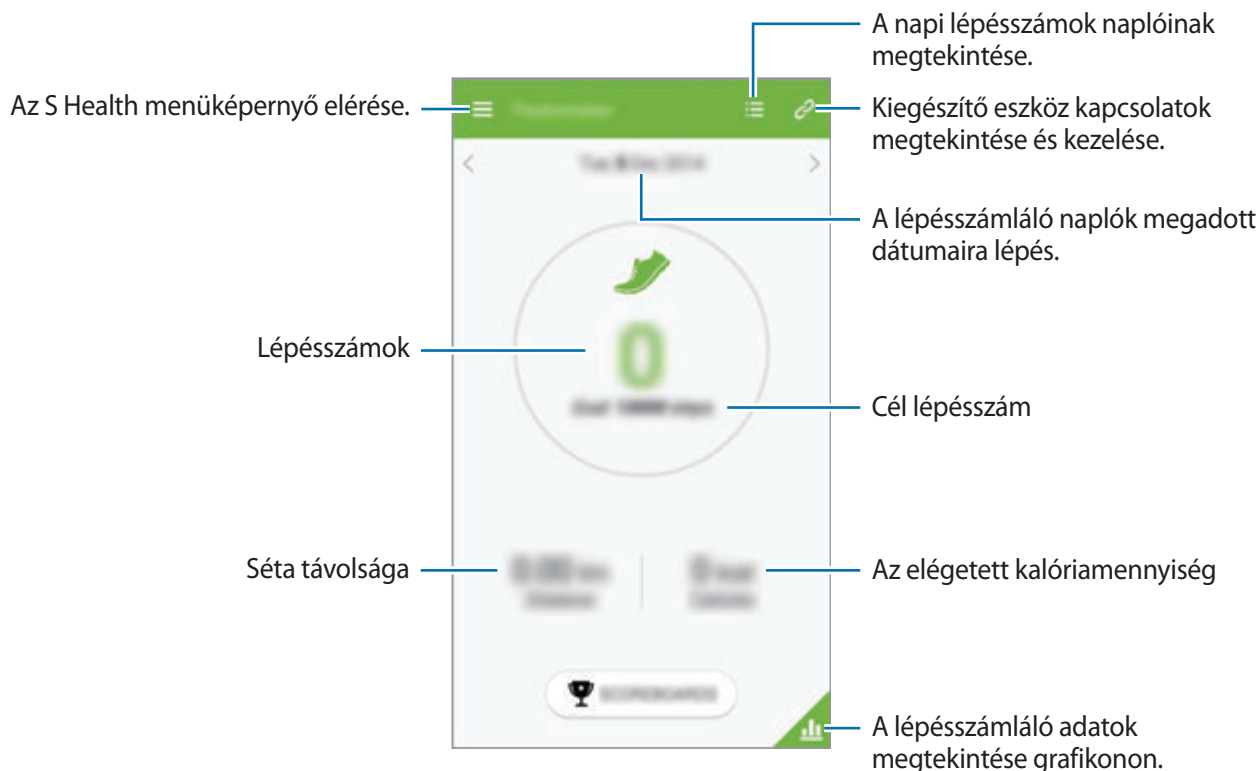 A napi lépésszámok naplóinak
megtekintése.
Az S Health menüképernyő elérése.
Kiegészítő eszköz kapcsolatok
megtekintése és kezelése.
A lépésszámláló naplók megadott
dátumaira lépés.
0
Lépésszámok
Cél lépésszám
Séta távolsága
Az elégetett kalóriamennyiség
SCOREBOARDS
A lépésszámláló adatok
megtekintése grafikonon.